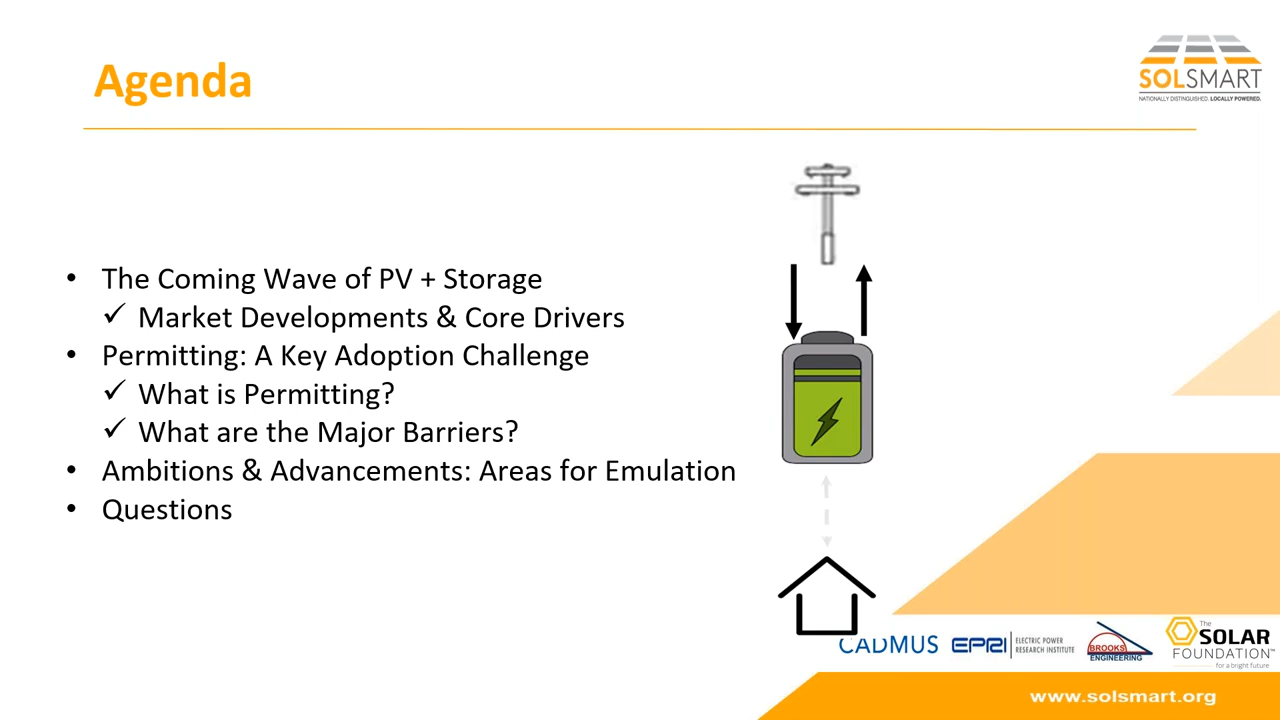 Agenda
SOLSMART
NATIONALLY DISTINGUISHED. LOCALLY POWERED.
• The Coming Wave of PV + Storage
✓ Market Developments & Core Drivers
• Permitting: A Key Adoption Challenge
✓ What is Permitting?
✓ What are the Major Barriers?
• Ambitions & Advancements: Areas for Emulation
• Questions
CADMUS
EPRI
ELECTRIC POWER
RESEARCH INSTITUTE
BROOKS
ENGINEERING
The
SOLAR
FOUNDATION™
for a bright future
www.solsmart.org